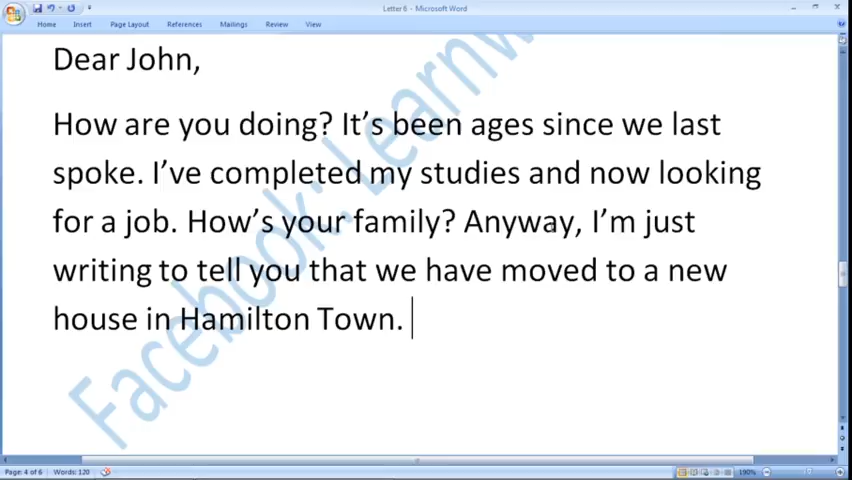 Letter 6 - Microsoft Word
Home Insert Page Layout References Mailings Review View
Dear John,
How are you doing? It's been ages since we last
spoke. I've completed my studies and now looking
for a job. How's your family? Anyway, I'm just
writing to tell you that we have moved to a new
house in Hamilton Town.
Facebook: Learnw
Page: 4 of 6 Words: 120 190%